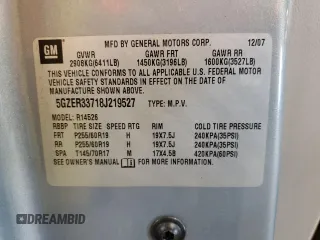 GM
MFD BY GENERAL MOTORS CORP.
12/07
GVWR GAWR FRT GAWR RR
2908KG(6411LB) 1450KG(3196LB) 1600KG(3527LB)
THIS VEHICLE CONFORMS TO ALL APPLICABLE U.S. FEDERAL MOTOR
VEHICLE SAFETY STANDARDS IN EFFECT ON THE DATE OF
MANUFACTURE SHOWN ABOVE.
5GZER33718J219527 TYPE: M.P.V.
MODEL: R14526
RBBP TIRE SIZE SPEED RTG RIM COLD TIRE PRESSURE
FRT P255/60R19 H 19X7.5J 240KPA(35PSI)
RR P255/60R19 H 19X7.5J 240KPA(35PSI)
SPA T145/70R17 M 17X4.5B 420KPA(60PSI)
SEE OWNER'S MANUAL FOR MORE INFORMATION.
DREAMBID